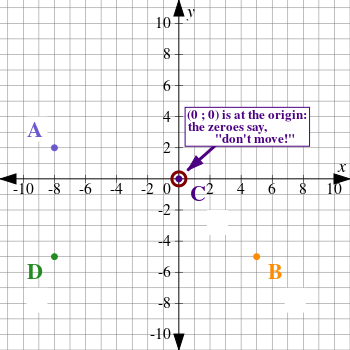 y
10
8
6
4
2
(0 ; 0) is at the origin:
the zeroes say,
"don't move!"
A
x
-10 -8 -6 -4 -2 0 2 4 6 8 10
C
-2
-4
-6
-8
-10
D
B